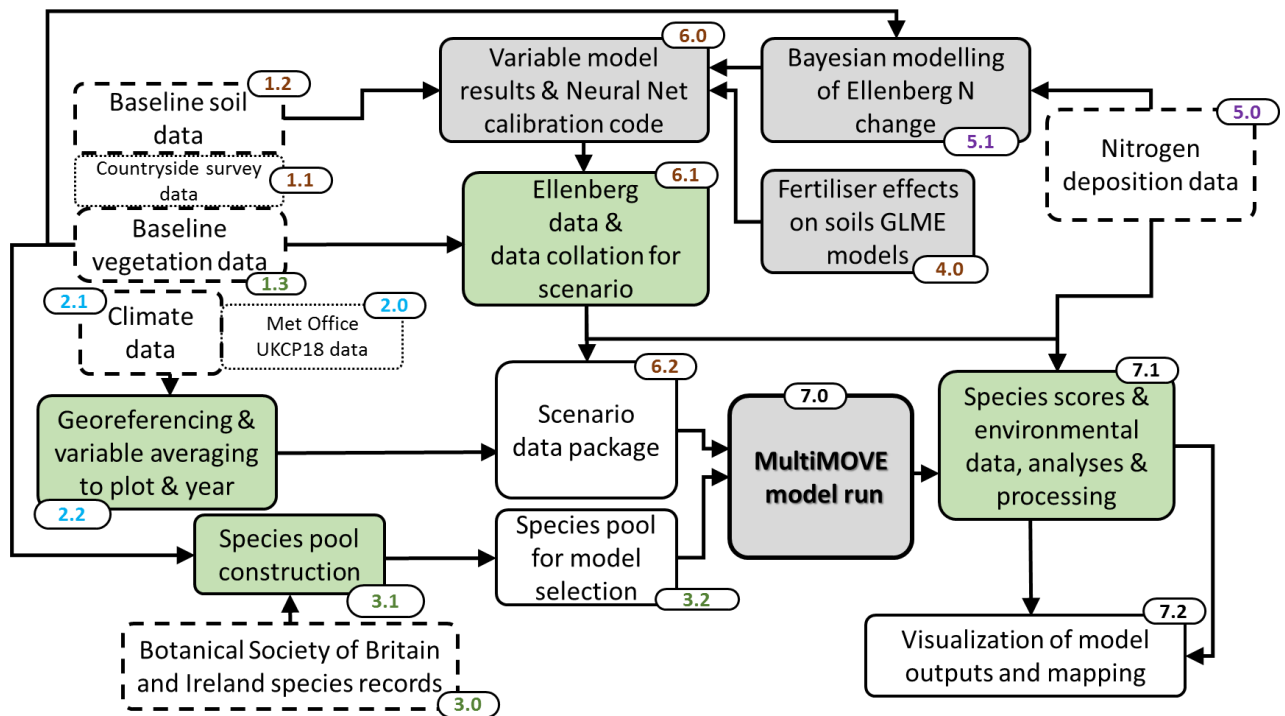 6.0
Variable model
results & Neural Net
calibration code
Bayesian modelling
of Ellenberg N
change
5.1
1.2
Baseline soil
data
Countryside survey
data
1.1
Baseline
vegetation data
1.3
5.0
Nitrogen
deposition data
6.1
Ellenberg
data &
data collation for
scenario
Fertiliser effects
on soils GLME
models
4.0
2.1
Climate
data
2.0
Met Office
UKCP18 data
Georeferencing &
variable averaging
to plot & year
2.2
6.2
Scenario
data package
7.0
MultiMOVE
model run
7.1
Species scores &
environmental
data, analyses &
processing
Species pool
construction
3.1
Species pool
for model
selection
3.2
Botanical Society of Britain
and Ireland species records
3.0
7.2
Visualization of model
outputs and mapping